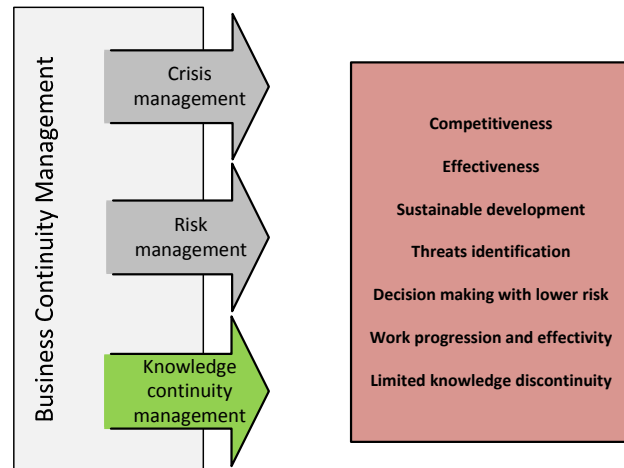 Business Continuity Management
Crisis
management
Risk
management
Knowledge
continuity
management
Competitiveness
Effectiveness
Sustainable development
Threats identification
Decision making with lower risk
Work progression and effectivity
Limited knowledge discontinuity